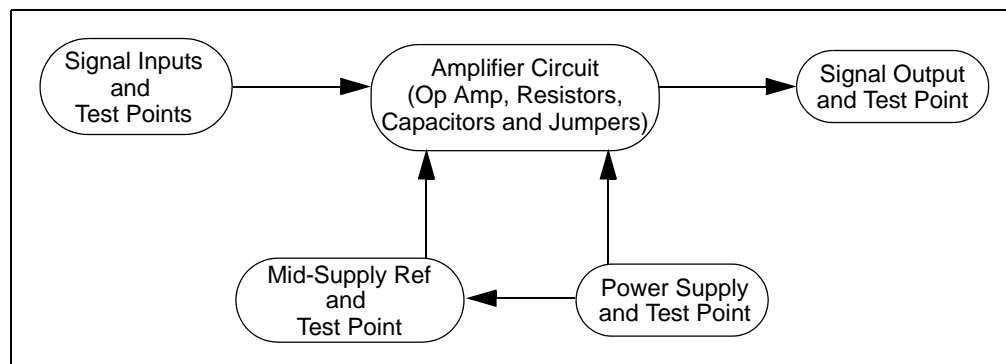 Signal Inputs
and
Test Points
Amplifier Circuit
(Op Amp, Resistors,
Capacitors and Jumpers)
Signal Output
and Test Point
Mid-Supply Ref
and
Test Point
Power Supply
and Test Point